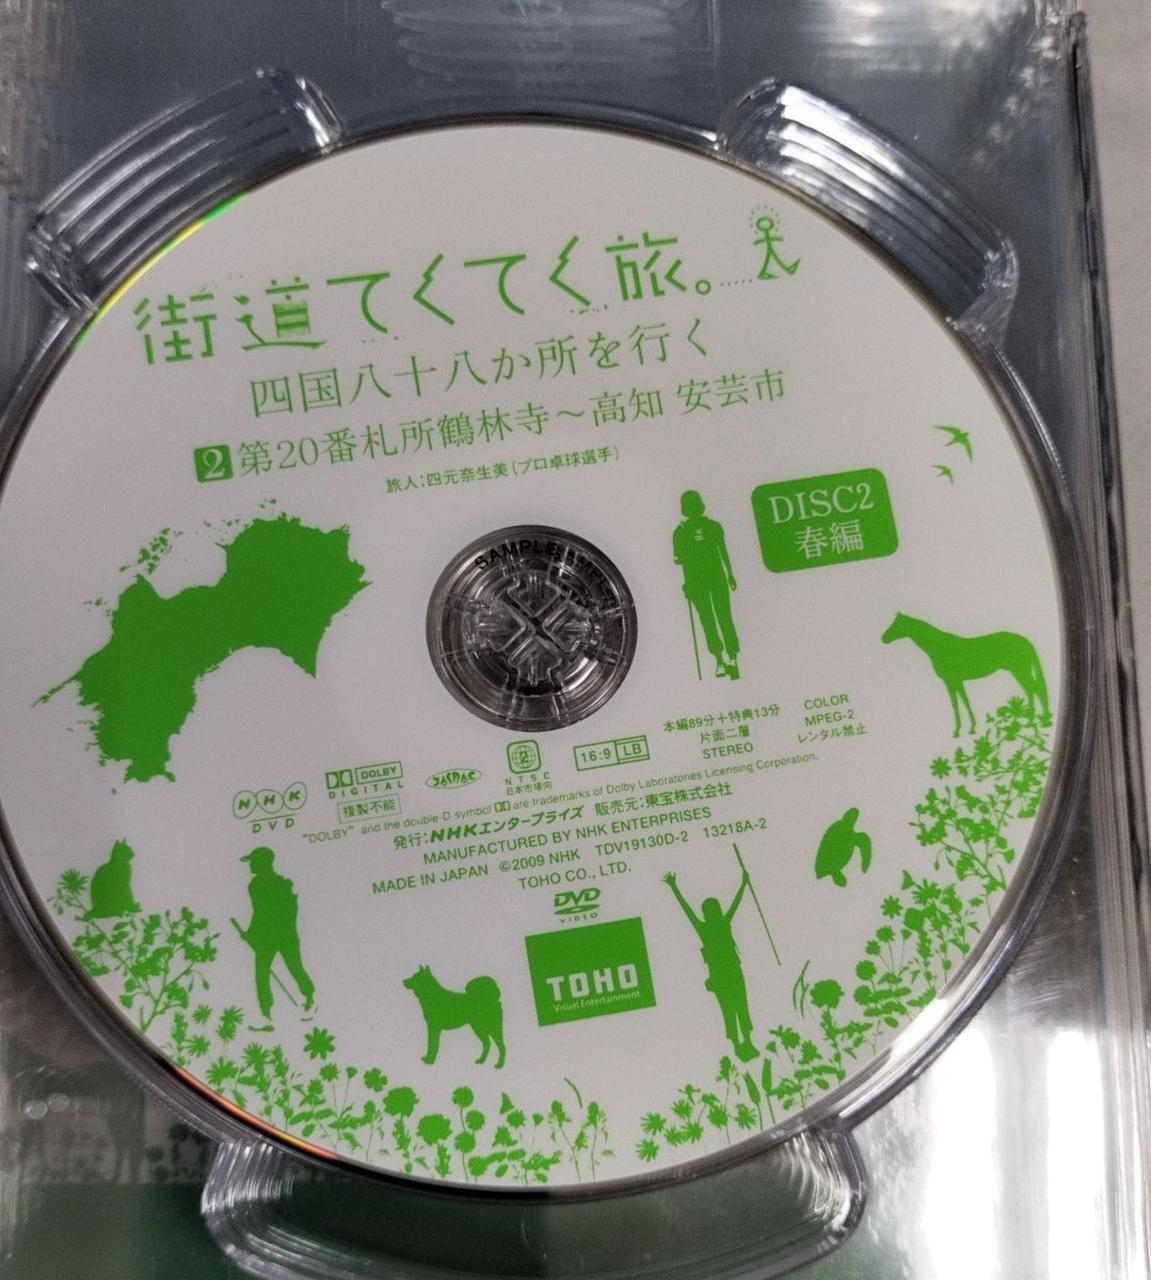 街道てくてく旅。
四国八十八か所を行く
2 第20番札所鶴林寺～高知 安芸市
旅人:四元奈生美(プロ卓球選手)
DISC2
春編
SAMPLE
本編89分+特典13分
片面二層
STEREO
COLOR
MPEG-2
レンタル禁止
NHK
DVD
DOLBY
DIGITAL
複製不能
JASRAC
2
NTSC
日本市場向
16:9 LB
"DOLBY" and the double-D symbol are trademarks of Dolby Laboratories Licensing Corporation.
発行:NHKエンタープライズ 販売元:東宝株式会社
MANUFACTURED BY NHK ENTERPRISES
MADE IN JAPAN ©2009 NHK TDV19130D-2 13218A-2
TOHO CO., LTD.
DVD
VIDEO
TOHO
Visual Entertainment